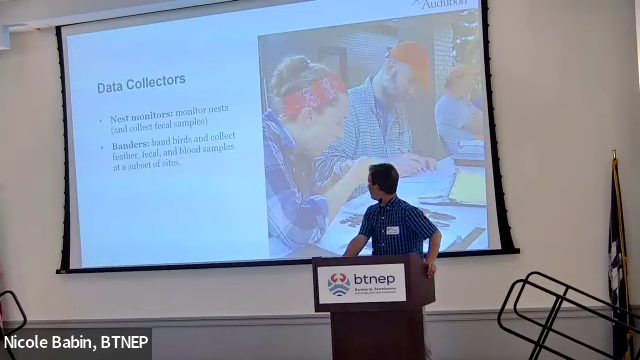 Audubon
Data Collectors
• Nest monitors: monitor nests
(and collect fecal samples)
• Banders: band birds and collect
feather, fecal, and blood samples
at a subset of sites.
btnep
Nicole Babin, BTNEP